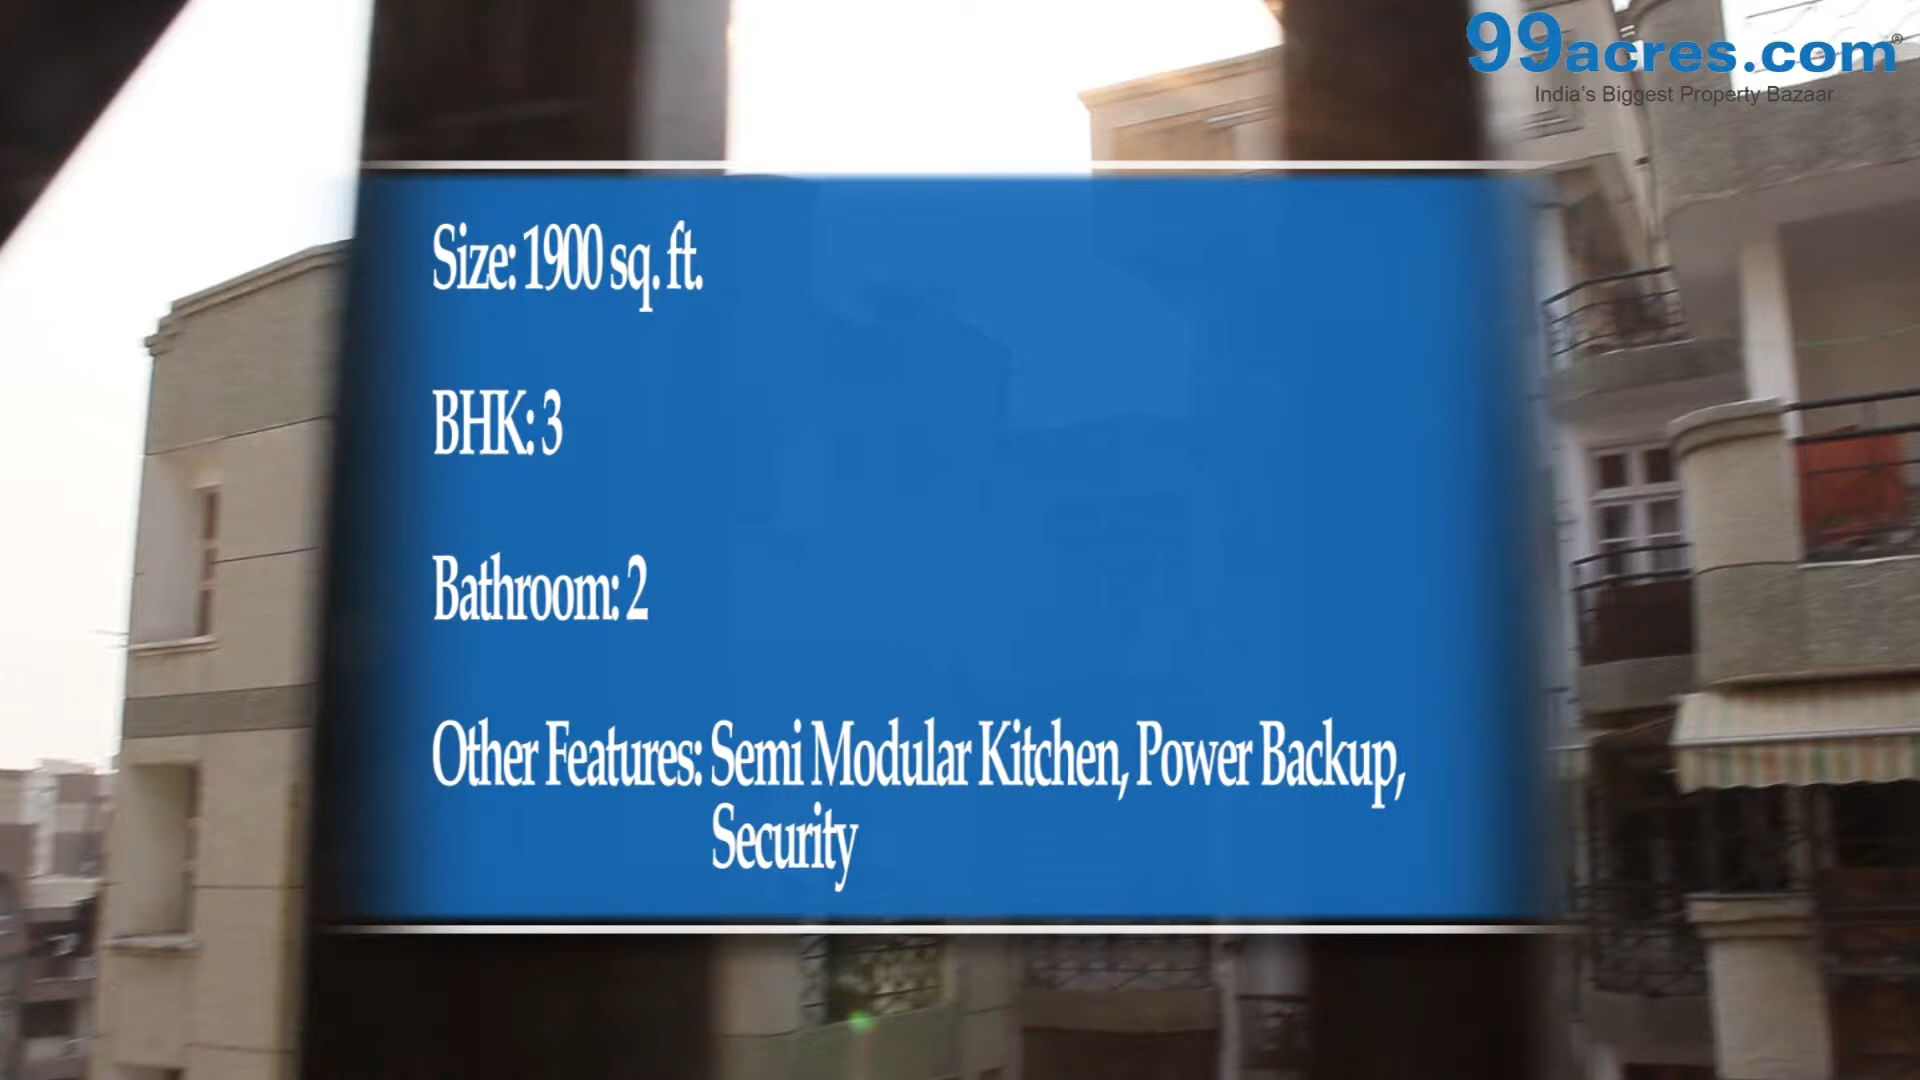 99acres.com®
India's Biggest Property Bazaar
Size: 1900 sq. ft.
BHK: 3
Bathroom: 2
Other Features: Semi Modular Kitchen, Power Backup,
Security